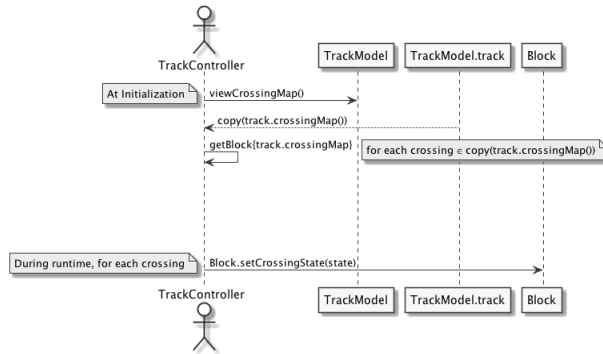 TrackController
TrackModel
TrackModel.track
Block
At Initialization
viewCrossingMap()
copy(track.crossingMap())
getBlock{track.crossingMap}
for each crossing ∈ copy(track.crossingMap())
During runtime, for each crossing
Block.setCrossingState(state)
TrackController
TrackModel
TrackModel.track
Block